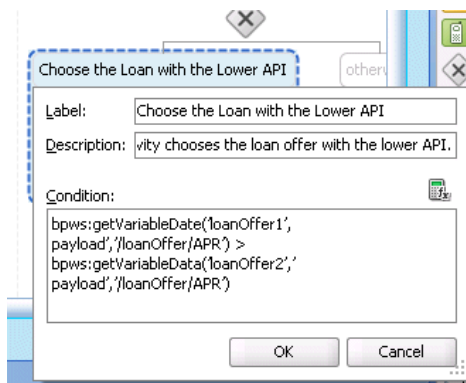 Choose the Loan with the Lower API
otherw
Label: Choose the Loan with the Lower API
Description: vity chooses the loan offer with the lower API.
Condition:
bpws:getVariableDate('loanOffer1',
payload','/loanOffer/APR') >
bpws:getVariableData('loanOffer2','
payload','/loanOffer/APR')
OK Cancel